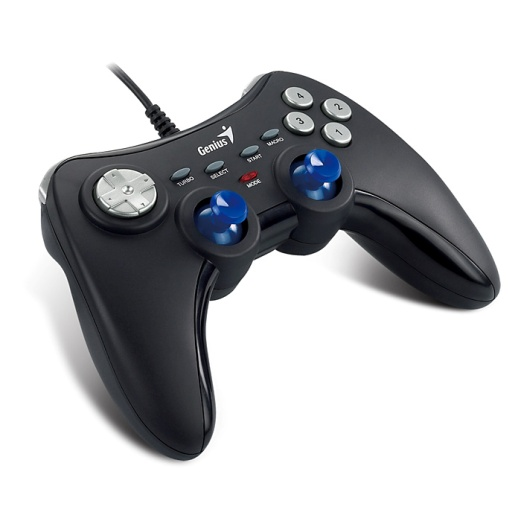 4
2
3
1
Genius
TURBO
SELECT
START
MACRO
MODE